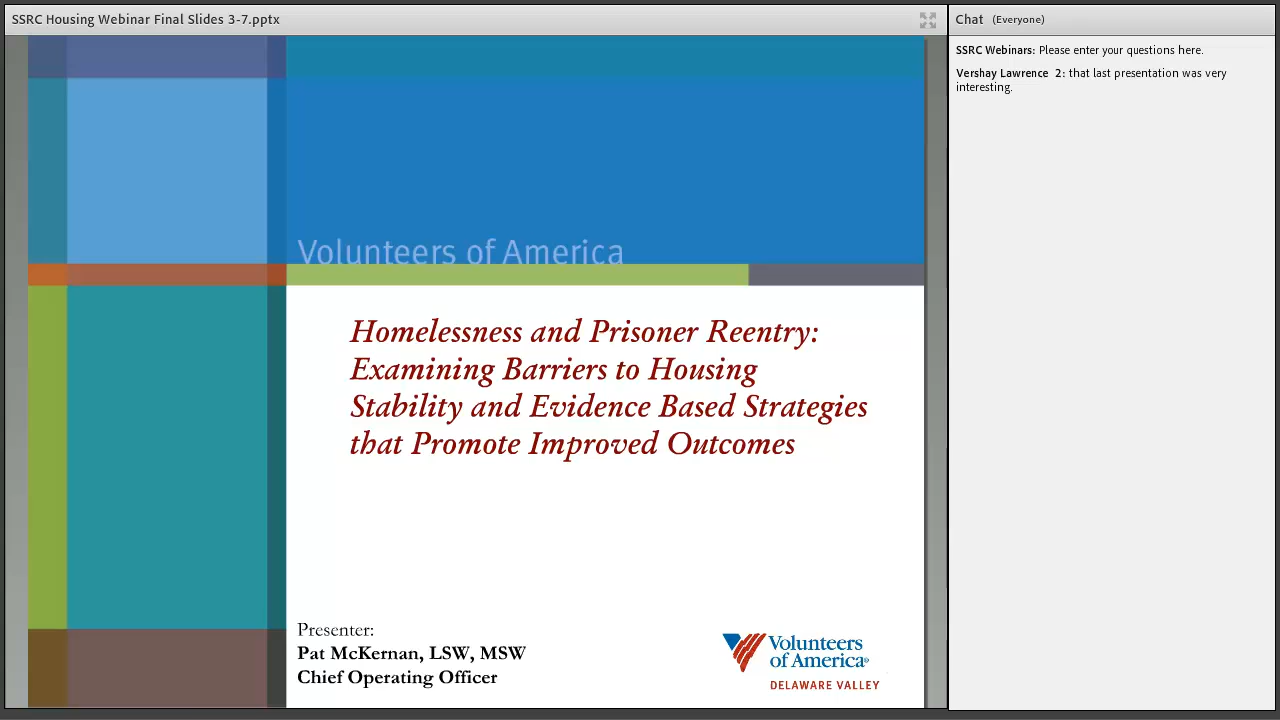 SSRC Housing Webinar Final Slides 3-7.pptx
Volunteers of America
Homelessness and Prisoner Reentry:
Examining Barriers to Housing
Stability and Evidence Based Strategies
that Promote Improved Outcomes
Presenter:
Pat McKernan, LSW, MSW
Chief Operating Officer
Volunteers
of America®
DELAWARE VALLEY
Chat (Everyone)
SSRC Webinars: Please enter your questions here.
Vershay Lawrence 2: that last presentation was very
interesting.